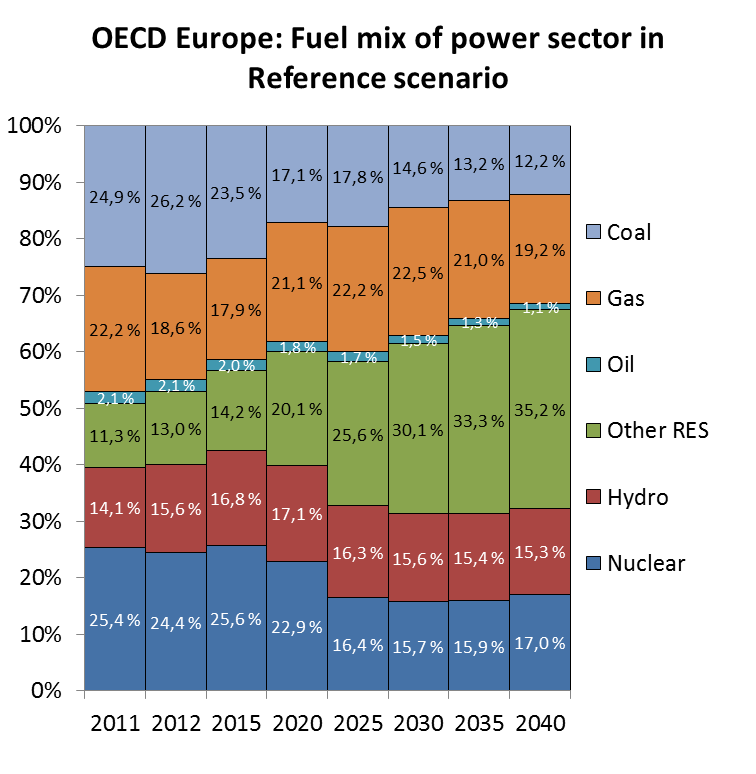 OECD Europe: Fuel mix of power sector in
Reference scenario
100%
90%
80%
70%
60%
50%
40%
30%
20%
10%
0%
24,9 % 26,2 % 23,5 % 17,1 % 17,8 % 14,6 % 13,2 % 12,2 %
22,2 % 18,6 % 17,9 % 21,1 % 22,2 % 22,5 % 21,0 % 19,2 %
2,1 % 2,1 % 2,0 % 1,8 % 1,7 % 1,5 % 1,3 % 1,1 %
11,3 % 13,0 % 14,2 % 20,1 % 25,6 % 30,1 % 33,3 % 35,2 %
14,1 % 15,6 % 16,8 % 17,1 % 16,3 % 15,6 % 15,4 % 15,3 %
25,4 % 24,4 % 25,6 % 22,9 % 16,4 % 15,7 % 15,9 % 17,0 %
2011 2012 2015 2020 2025 2030 2035 2040
Coal
Gas
Oil
Other RES
Hydro
Nuclear